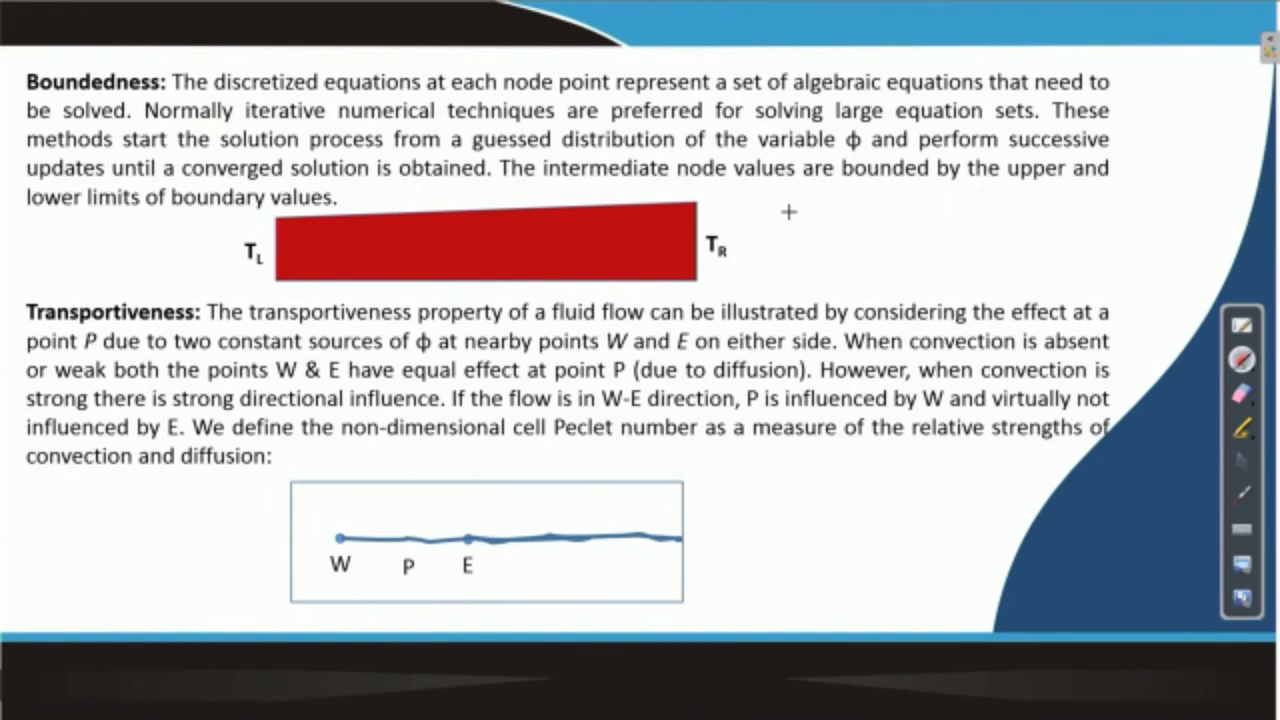 Boundedness: The discretized equations at each node point represent a set of algebraic equations that need to
be solved. Normally iterative numerical techniques are preferred for solving large equation sets. These
methods start the solution process from a guessed distribution of the variable ϕ and perform successive
updates until a converged solution is obtained. The intermediate node values are bounded by the upper and
lower limits of boundary values.
TL TR
Transportiveness: The transportiveness property of a fluid flow can be illustrated by considering the effect at a
point P due to two constant sources of ϕ at nearby points W and E on either side. When convection is absent
or weak both the points W & E have equal effect at point P (due to diffusion). However, when convection is
strong there is strong directional influence. If the flow is in W-E direction, P is influenced by W and virtually not
influenced by E. We define the non-dimensional cell Peclet number as a measure of the relative strengths of
convection and diffusion:
W P E